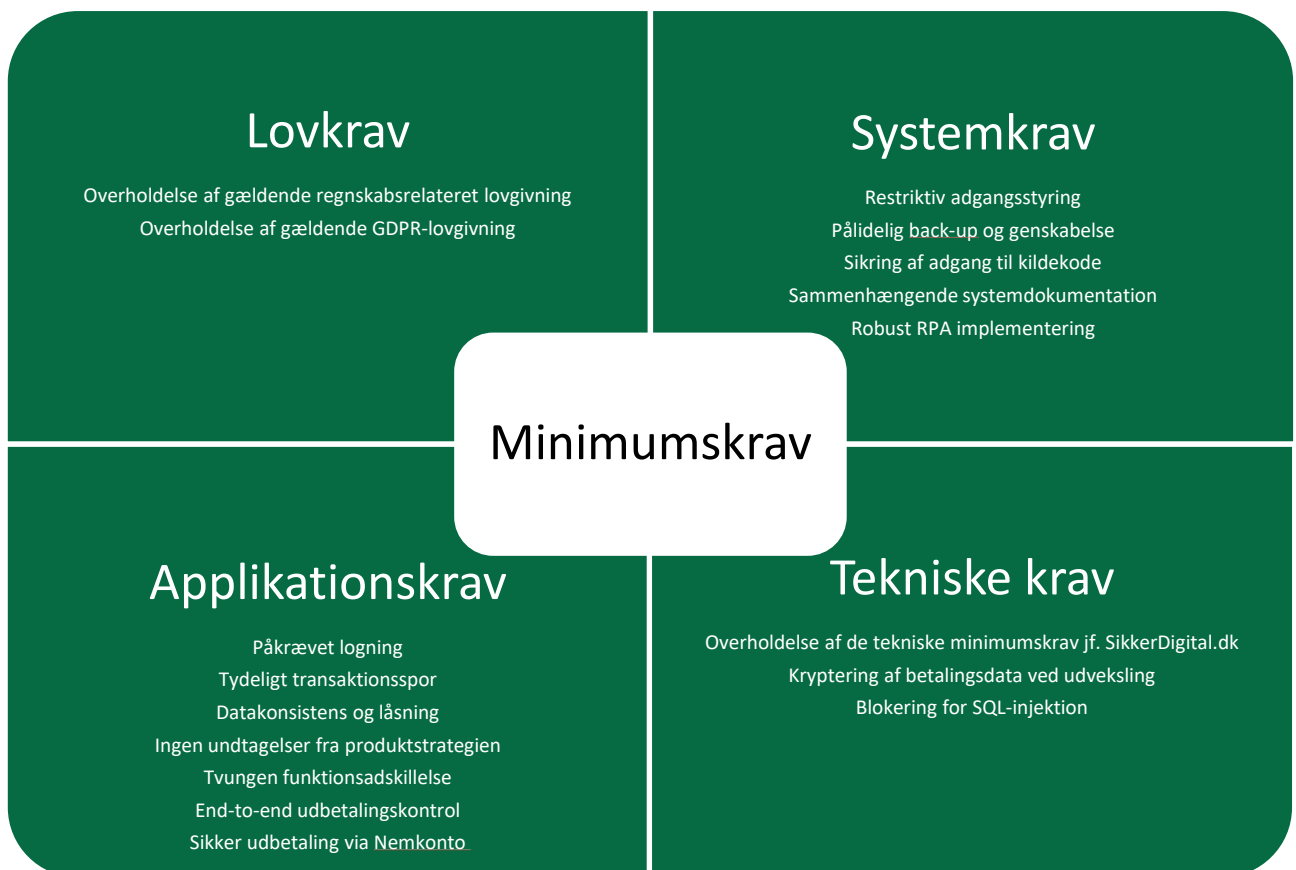 Lovkrav
Overholdelse af gældende regnskabsrelateret lovgivning
Overholdelse af gældende GDPR-lovgivning
Systemkrav
Restriktiv adgangsstyring
Pålidelig back-up og genskabelse
Sikring af adgang til kildekode
Sammenhængende systemdokumentation
Robust RPA implementering
Minimumskrav
Applikationskrav
Påkrævet logning
Tydeligt transaktionsspor
Datakonsistens og låsning
Ingen undtagelser fra produktstrategien
Tvungen funktionsadskillelse
End-to-end udbetalingskontrol
Sikker udbetaling via Nemkonto
Tekniske krav
Overholdelse af de tekniske minimumskrav jf. SikkerDigital.dk
Kryptering af betalingsdata ved udveksling
Blokering for SQL-injektion